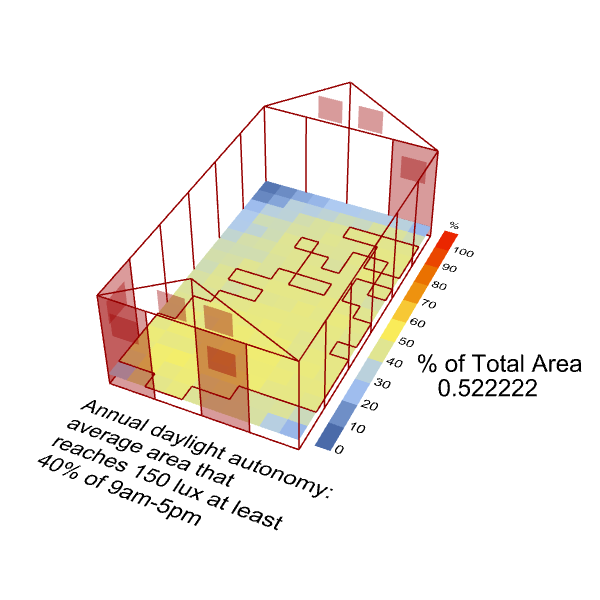 %
100
90
80
70
60
50
40
30
20
10
0
% of Total Area
0.522222
Annual daylight autonomy:
average area that
reaches 150 lux at least
40% of 9am-5pm